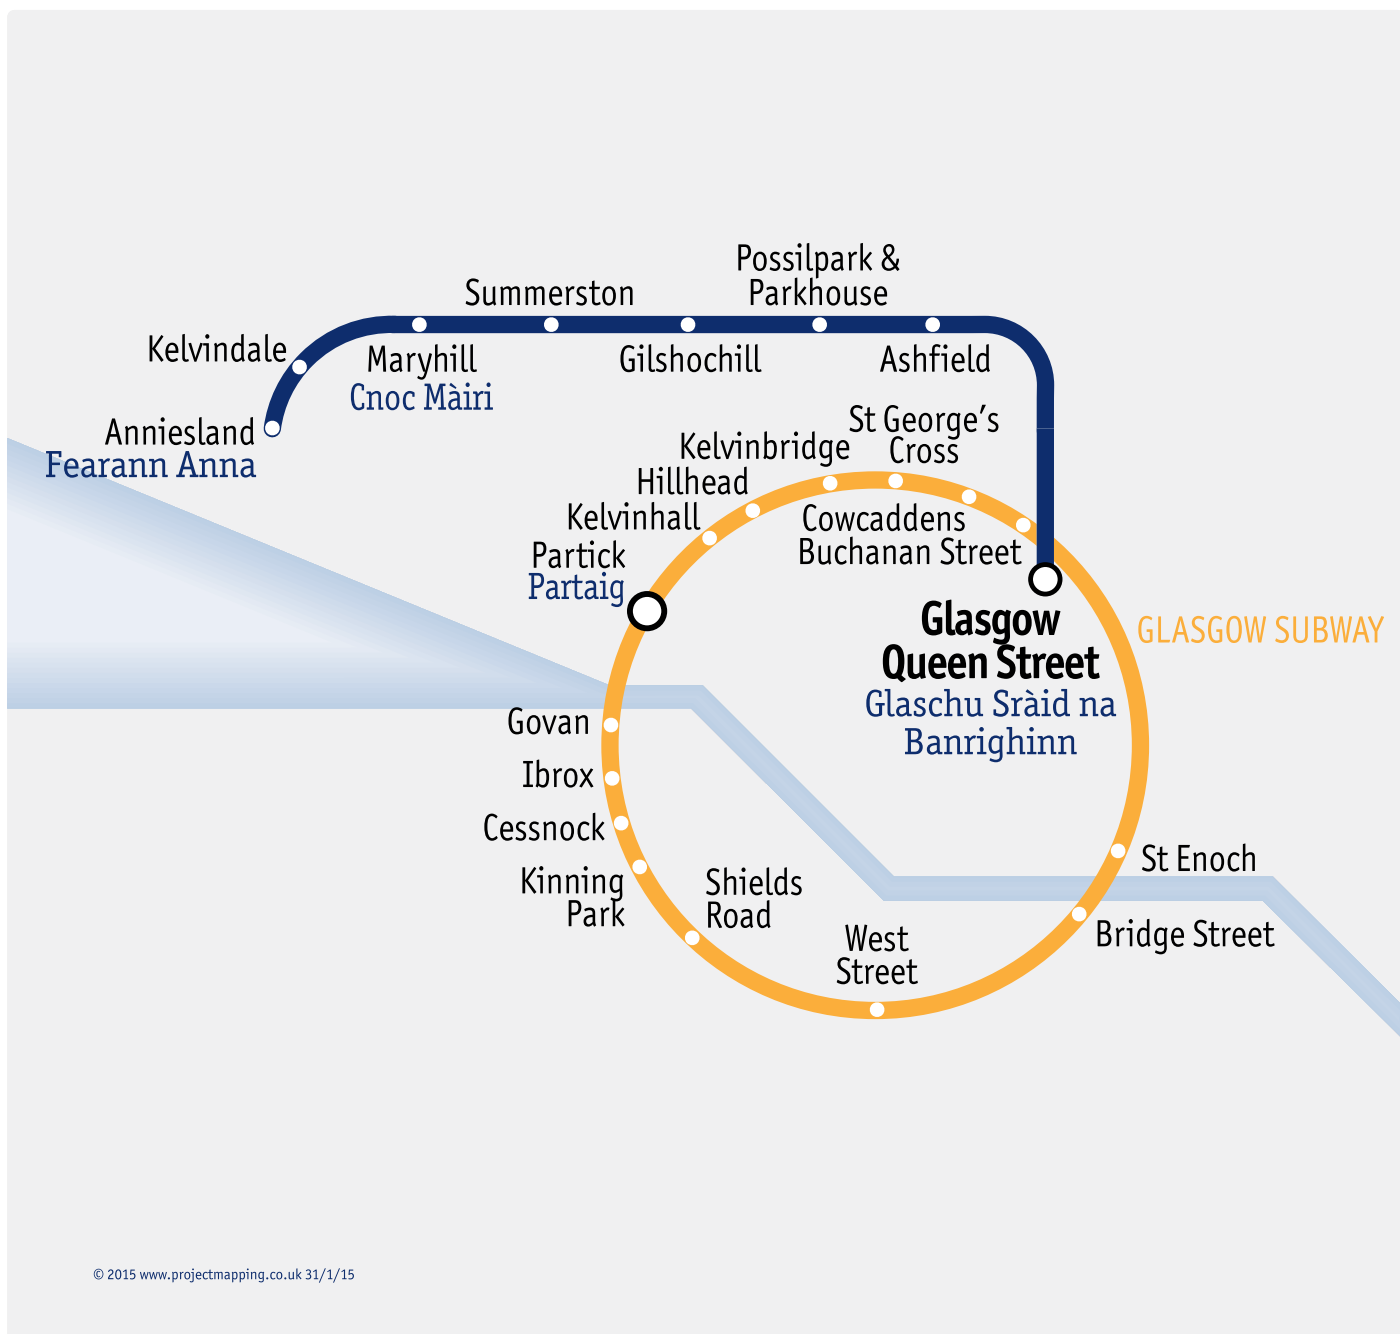 Possilpark &
Parkhouse
Summerston
Kelvindale
Maryhill
Cnoc Màiri
Gilshochill
Ashfield
Anniesland
Fearann Anna
St George’s
Cross
Kelvinbridge
Hillhead
Kelvinhall
Partick
Partaig
Cowcaddens
Buchanan Street
Glasgow
Queen Street
Glaschu Sràid na
Banrighinn
GLASGOW SUBWAY
Govan
Ibrox
Cessnock
Kinning
Park
Shields
Road
West
Street
St Enoch
Bridge Street
© 2015 www.projectmapping.co.uk 31/1/15